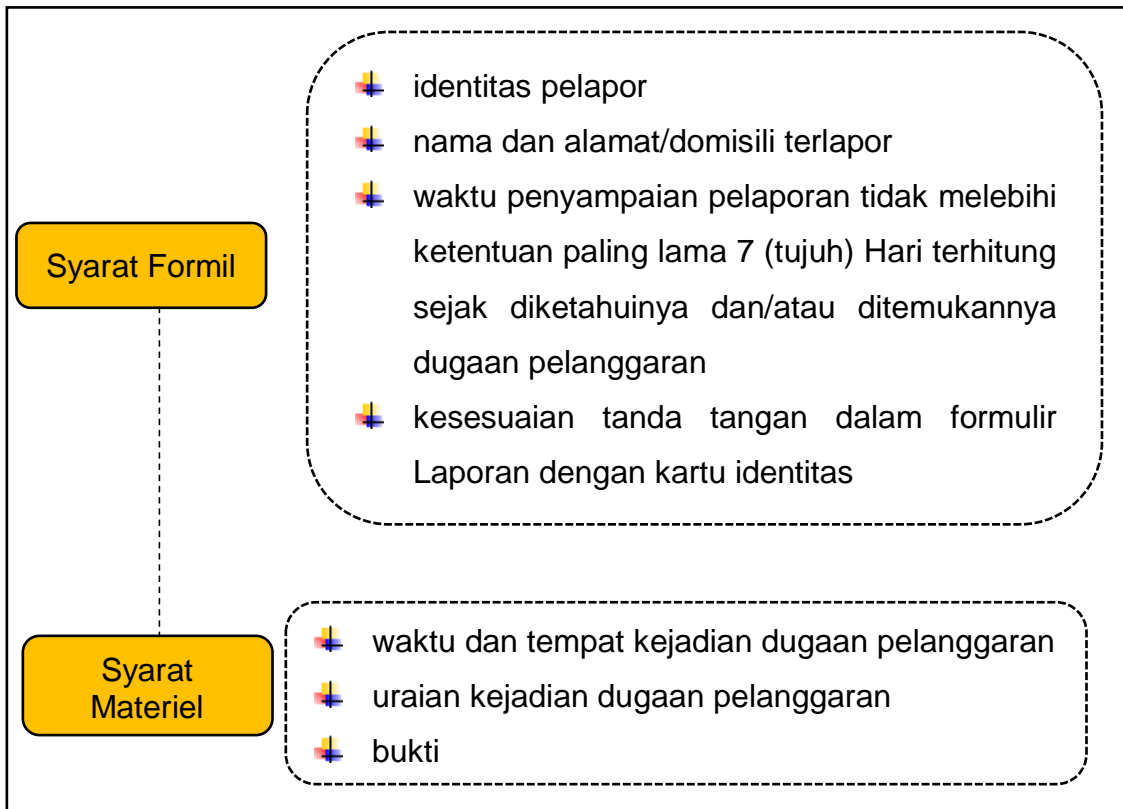 identitas pelapor
nama dan alamat/domisili terlapor
waktu penyampaian pelaporan tidak melebihi
ketentuan paling lama 7 (tujuh) Hari terhitung
sejak diketahuinya dan/atau ditemukannya
dugaan pelanggaran
kesesuaian tanda tangan dalam formulir
Laporan dengan kartu identitas
Syarat Formil
waktu dan tempat kejadian dugaan pelanggaran
uraian kejadian dugaan pelanggaran
bukti
Syarat
Materiel